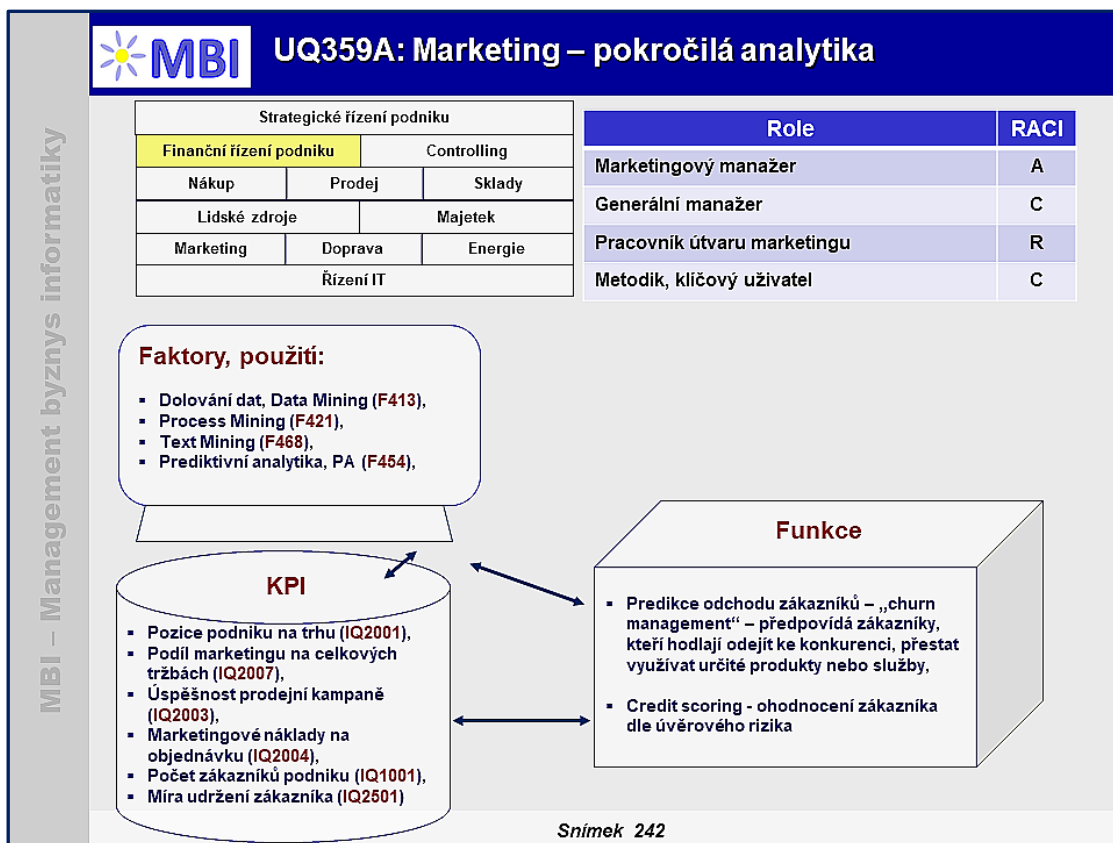 MBI – Management byznys informatiky
MBI
UQ359A: Marketing – pokročilá analytika
Strategické řízení podniku
Finanční řízení podniku
Controlling
Nákup
Prodej
Sklady
Lidské zdroje
Majetek
Marketing
Doprava
Energie
Řízení IT
Role RACI
Marketingový manažer A
Generální manažer C
Pracovník útvaru marketingu R
Metodik, klíčový uživatel C
Faktory, použití:
▪ Dolování dat, Data Mining (F413),
▪ Process Mining (F421),
▪ Text Mining (F468),
▪ Prediktivní analytika, PA (F454),
KPI
▪ Pozice podniku na trhu (IQ2001),
▪ Podíl marketingu na celkových
tržbách (IQ2007),
▪ Úspěšnost prodejní kampaně
(IQ2003),
▪ Marketingové náklady na
objednávku (IQ2004),
▪ Počet zákazníků podniku (IQ1001),
▪ Míra udržení zákazníka (IQ2501)
Funkce
▪ Predikce odchodu zákazníků – „churn
management“ – předpovídá zákazníky,
kteří hodlají odejít ke konkurenci, přestat
využívat určité produkty nebo služby,
▪ Credit scoring - ohodnocení zákazníka
dle úvěrového rizika
Snímek 242